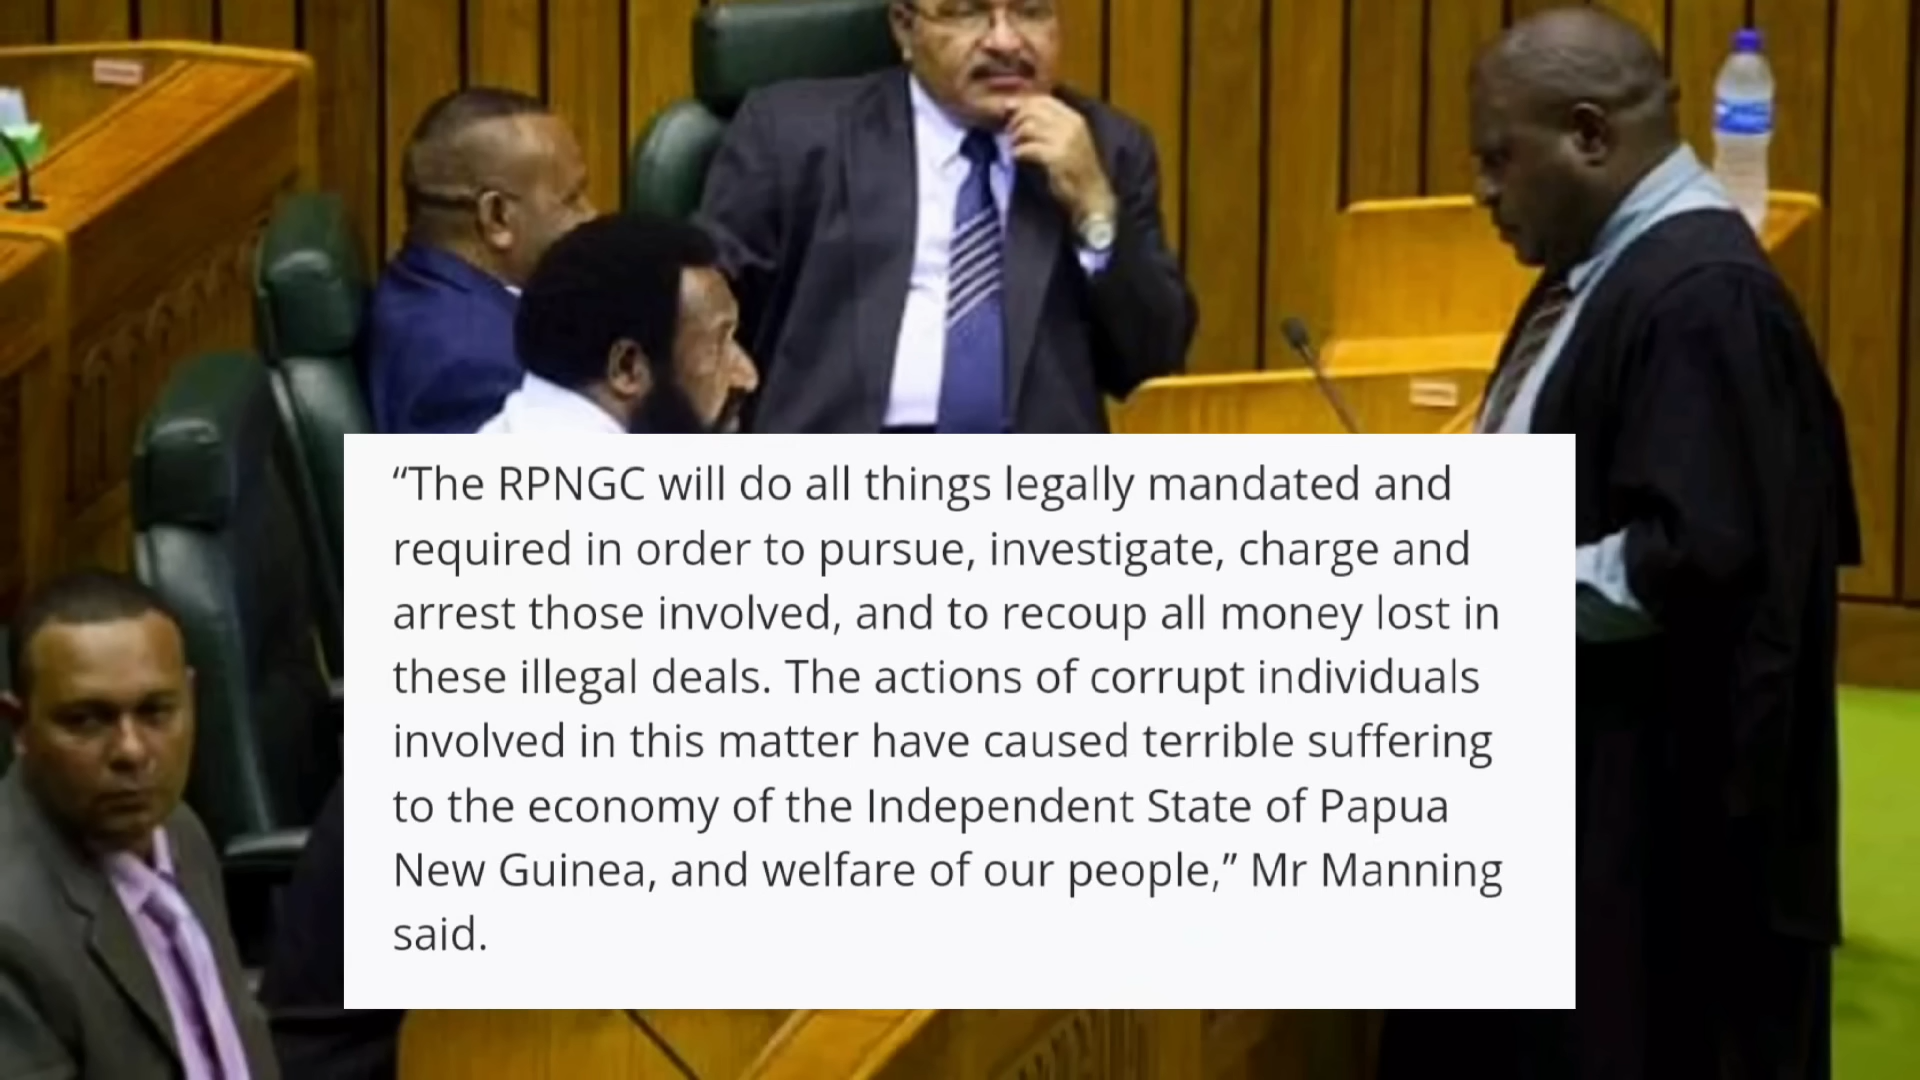 “The RPNGC will do all things legally mandated and
required in order to pursue, investigate, charge and
arrest those involved, and to recoup all money lost in
these illegal deals. The actions of corrupt individuals
involved in this matter have caused terrible suffering
to the economy of the Independent State of Papua
New Guinea, and welfare of our people,” Mr Manning
said.